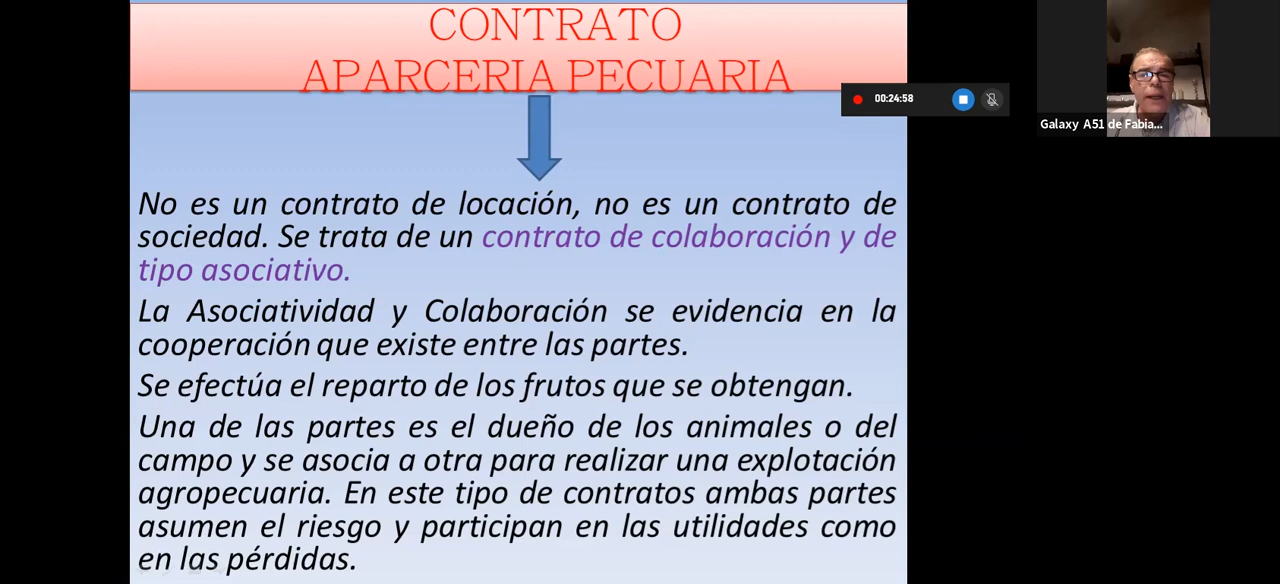 CONTRATO
APARCERIA PECUARIA
00:24:58
Galaxy A51 de Fabia...
No es un contrato de locación, no es un contrato de
sociedad. Se trata de un contrato de colaboración y de
tipo asociativo.
La Asociatividad y Colaboración se evidencia en la
cooperación que existe entre las partes.
Se efectúa el reparto de los frutos que se obtengan.
Una de las partes es el dueño de los animales o del
campo y se asocia a otra para realizar una explotación
agropecuaria. En este tipo de contratos ambas partes
asumen el riesgo y participan en las utilidades como
en las pérdidas.